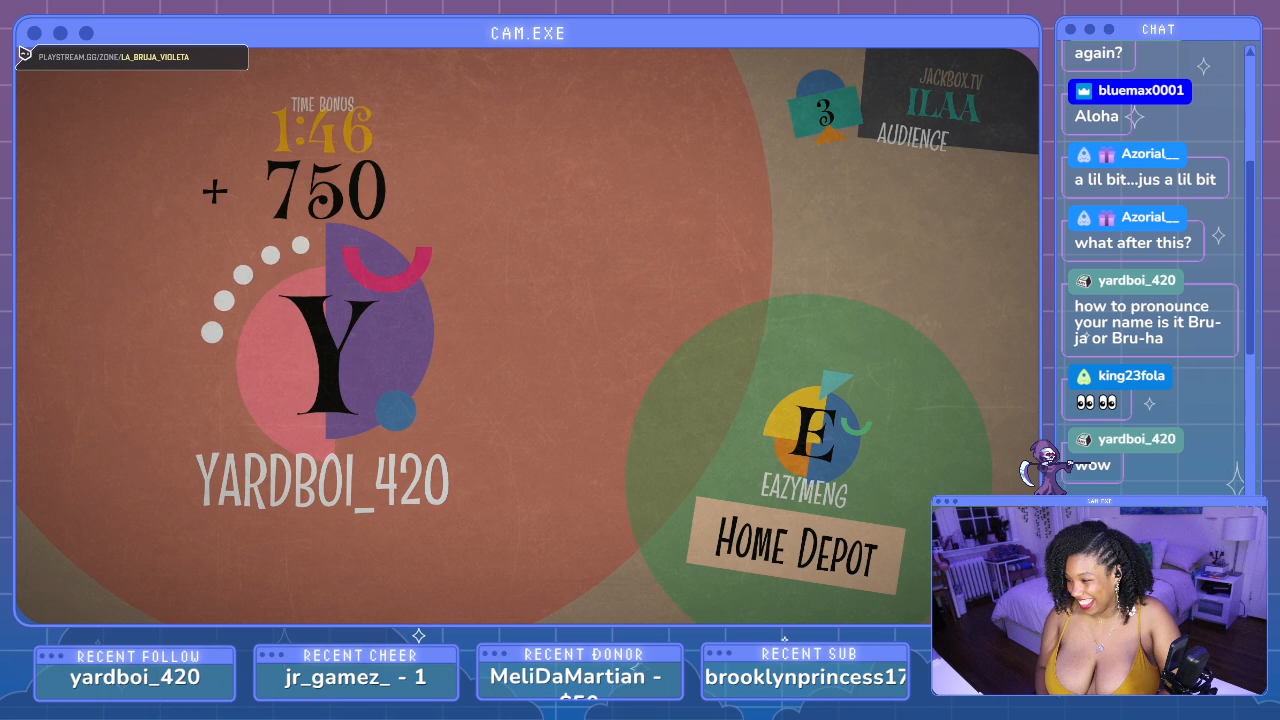 CAM.EXE
PLAYSTREAM.GG/ZONE/LA_BRUJA_VIOLETA
TIME BONUS
1:46
+ 750
Y
YARDBOI_420
3
JACKBOX.TV
ILAA
AUDIENCE
E
EAZYMENG
HOME DEPOT
CHAT
again?
bluemax0001
Aloha
Azorial__
a lil bit...jus a lil bit
Azorial__
what after this?
yardboi_420
how to pronounce
your name is it Bru-
ja or Bru-ha
king23fola
yardboi_420
wow
CAM.EXE
RECENT FOLLOW
yardboi_420
RECENT CHEER
jr_gamez_ - 1
RECENT DONOR
MeliDaMartian -
RECENT SUB
brooklynprincess17